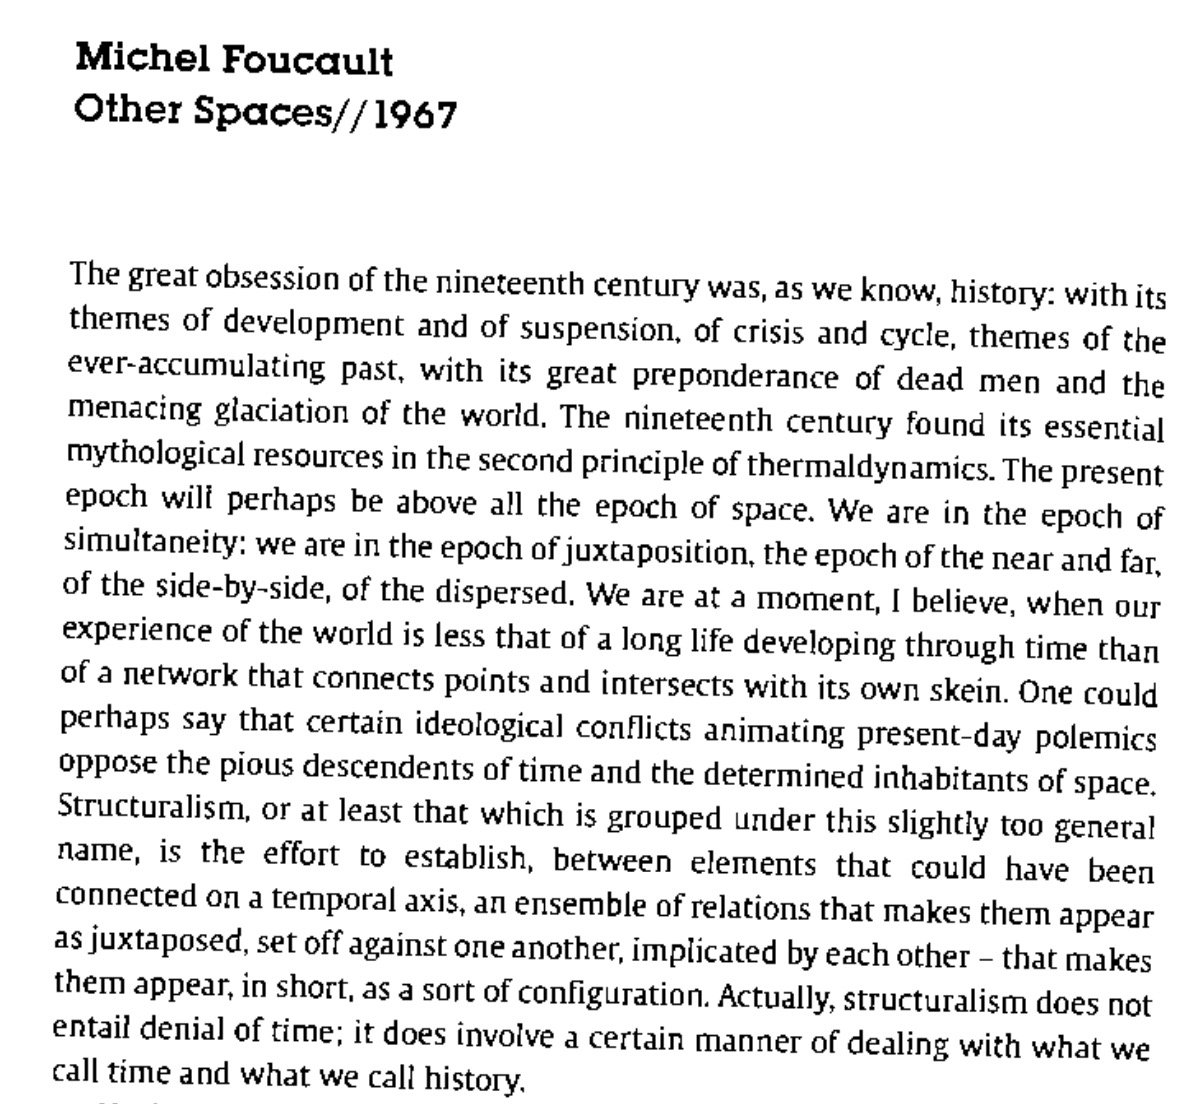 Michel Foucault
Other Spaces//1967
The great obsession of the nineteenth century was, as we know, history: with its
themes of development and of suspension, of crisis and cycle, themes of the
ever-accumulating past, with its great preponderance of dead men and the
menacing glaciation of the world. The nineteenth century found its essential
mythological resources in the second principle of thermaldynamics. The present
epoch will perhaps be above all the epoch of space. We are in the epoch of
simultaneity: we are in the epoch of juxtaposition, the epoch of the near and far,
of the side-by-side, of the dispersed. We are at a moment, I believe, when our
experience of the world is less that of a long life developing through time than
of a network that connects points and intersects with its own skein. One could
perhaps say that certain ideological conflicts animating present-day polemics
oppose the pious descendents of time and the determined inhabitants of space.
Structuralism, or at least that which is grouped under this slightly too general
name, is the effort to establish, between elements that could have been
connected on a temporal axis, an ensemble of relations that makes them appear
as juxtaposed, set off against one another, implicated by each other – that makes
them appear, in short, as a sort of configuration. Actually, structuralism does not
entail denial of time; it does involve a certain manner of dealing with what we
call time and what we call history.